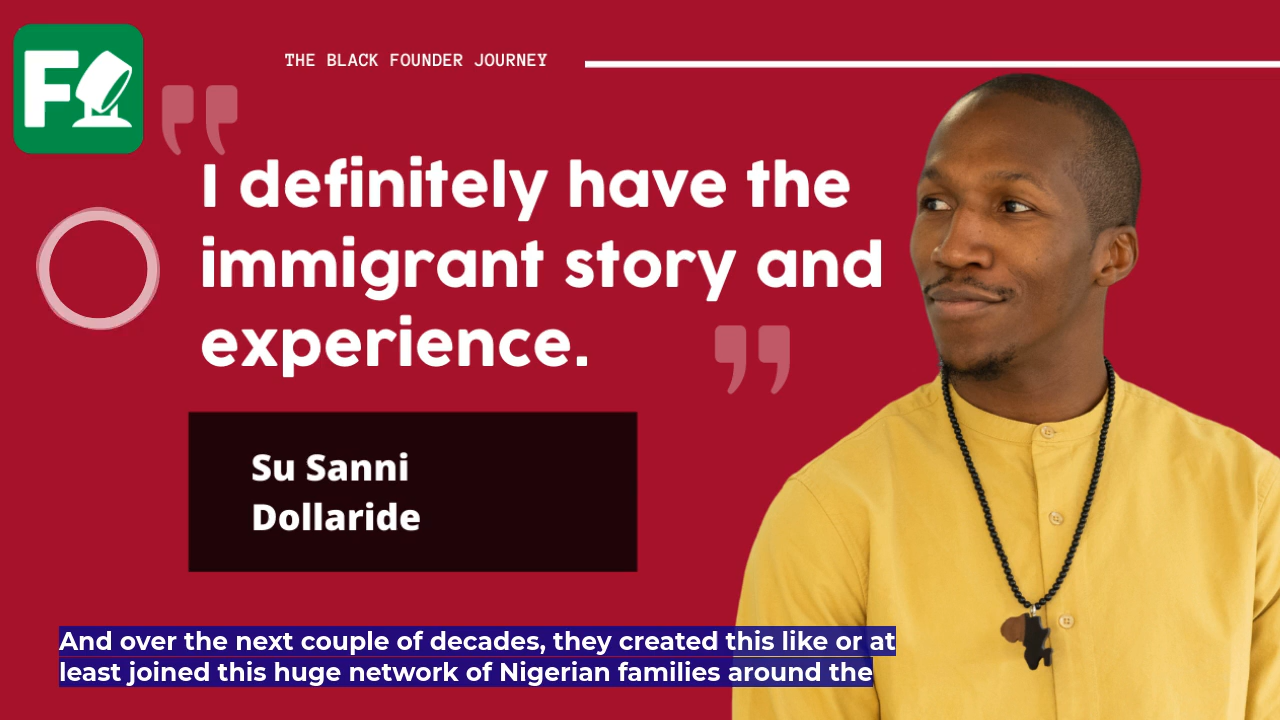 F
THE BLACK FOUNDER JOURNEY
“
I definitely have the
immigrant story and
experience.
”
Su Sanni
Dollaride
And over the next couple of decades, they created this like or at
least joined this huge network of Nigerian families around the